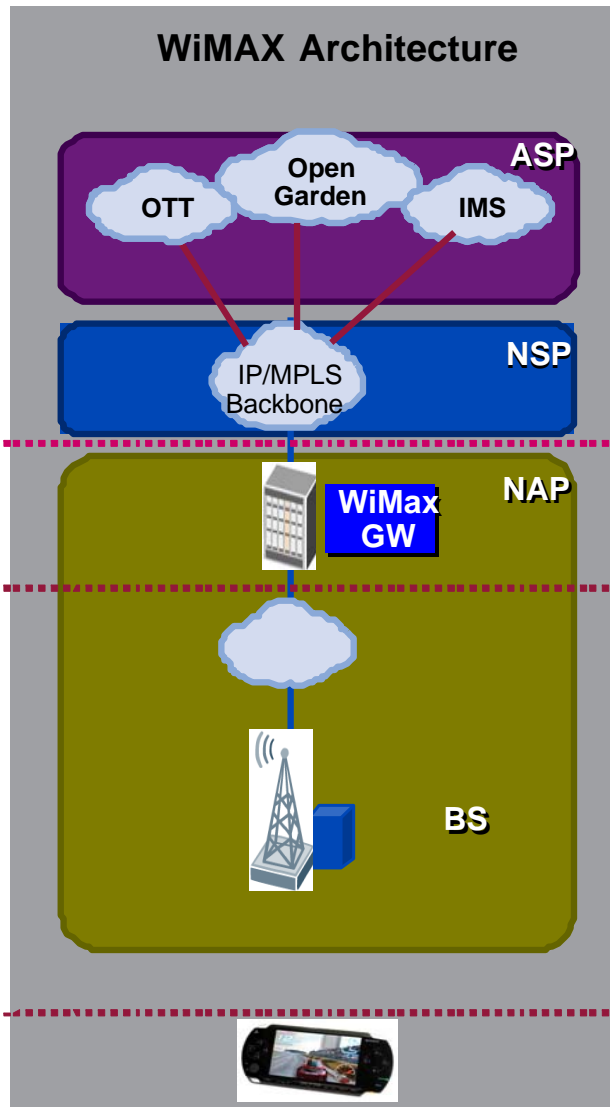 WiMAX Architecture
ASP
Open
Garden
OTT
IMS
NSP
IP/MPLS
Backbone
NAP
WiMax
GW
BS